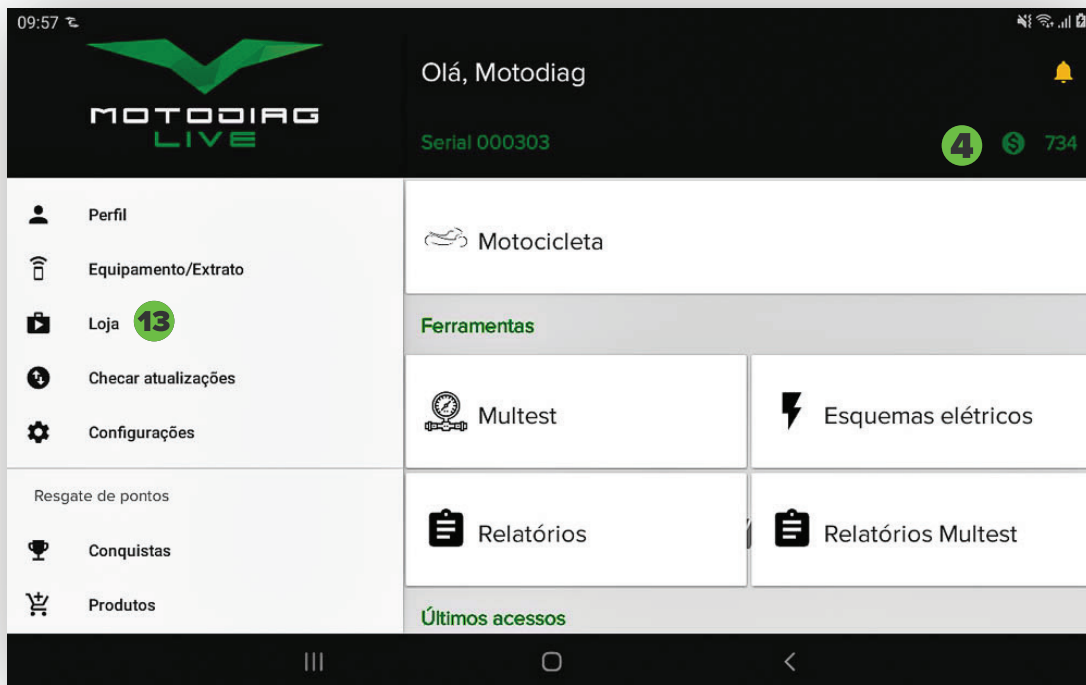 09:57
MOTODIAG
LIVE
Olá, Motodiag
Serial 000303
4
734
Perfil
Equipamento/Extrato
Loja 13
Checar atualizações
Configurações
Resgate de pontos
Conquistas
Produtos
Motocicleta
Ferramentas
Multest
Esquemas elétricos
Relatórios
Relatórios Multest
Últimos acessos